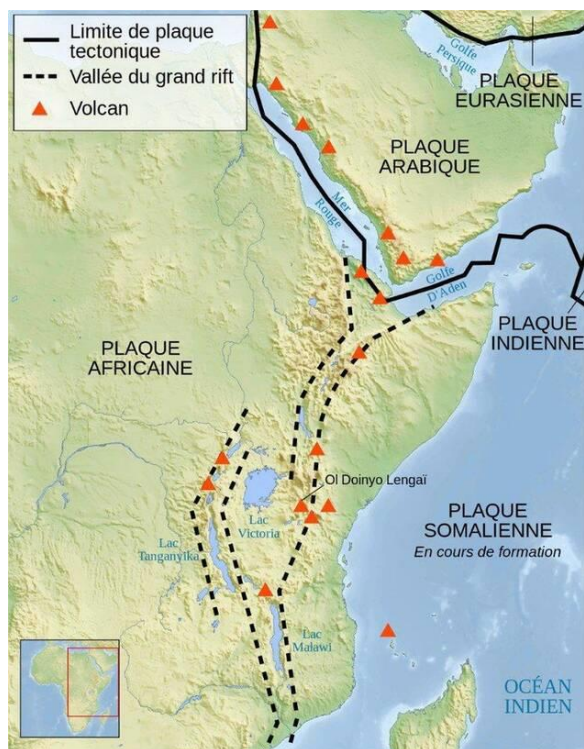 Limite de plaque
tectonique
Vallée du grand rift
Volcan
Golfe
Persique
PLAQUE
EURASIENNE
PLAQUE
ARABIQUE
Mer
Rouge
Golfe
D'Aden
PLAQUE
INDIENNE
PLAQUE
AFRICAINE
Ol Doinyo Lengaï
Lac
Victoria
PLAQUE
SOMALIENNE
En cours de formation
Lac
Tanganyika
Lac
Malawi
OCÉAN
INDIEN